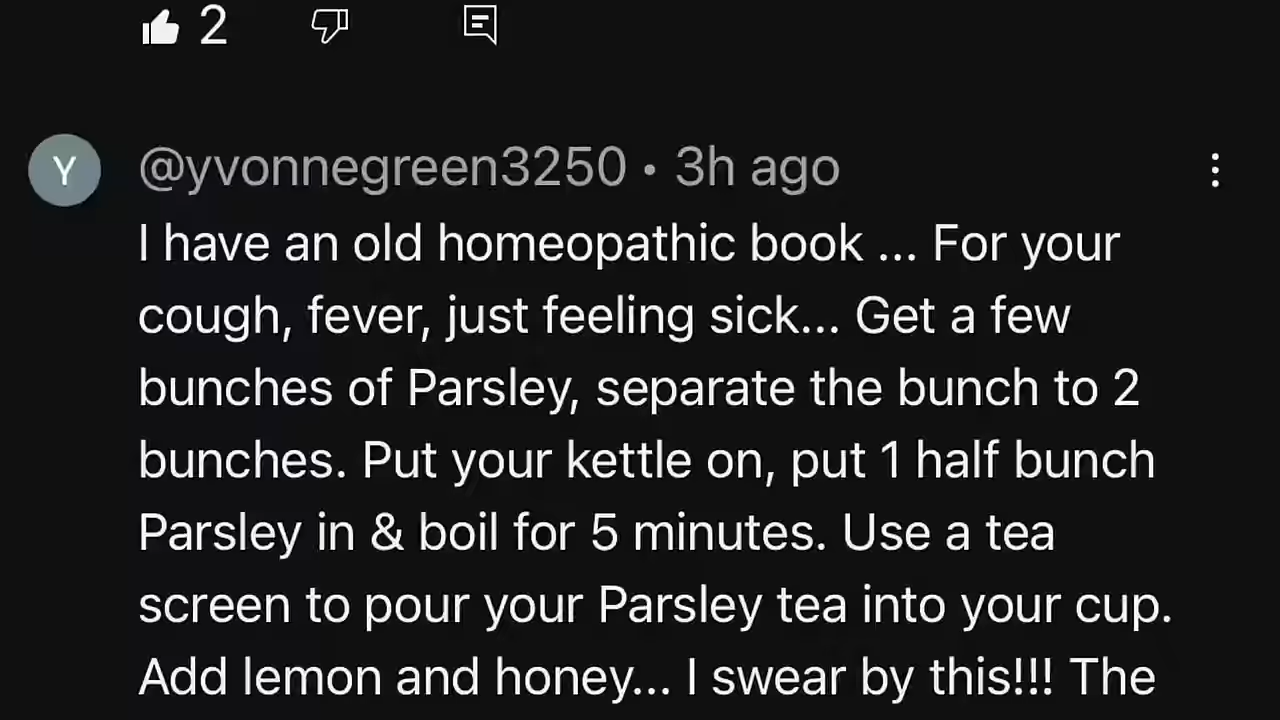 2
Y
@yvonnegreen3250 • 3h ago
I have an old homeopathic book ... For your
cough, fever, just feeling sick... Get a few
bunches of Parsley, separate the bunch to 2
bunches. Put your kettle on, put 1 half bunch
Parsley in & boil for 5 minutes. Use a tea
screen to pour your Parsley tea into your cup.
Add lemon and honey... I swear by this!!! The